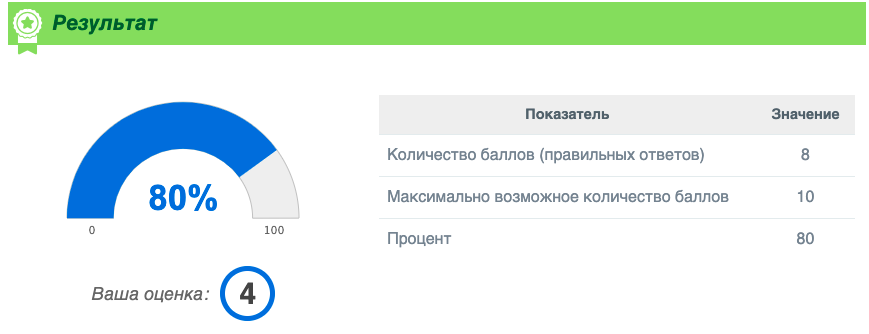 Результат
80%
0 100
Ваша оценка: 4
Показатель Значение
Количество баллов (правильных ответов) 8
Максимально возможное количество баллов 10
Процент 80